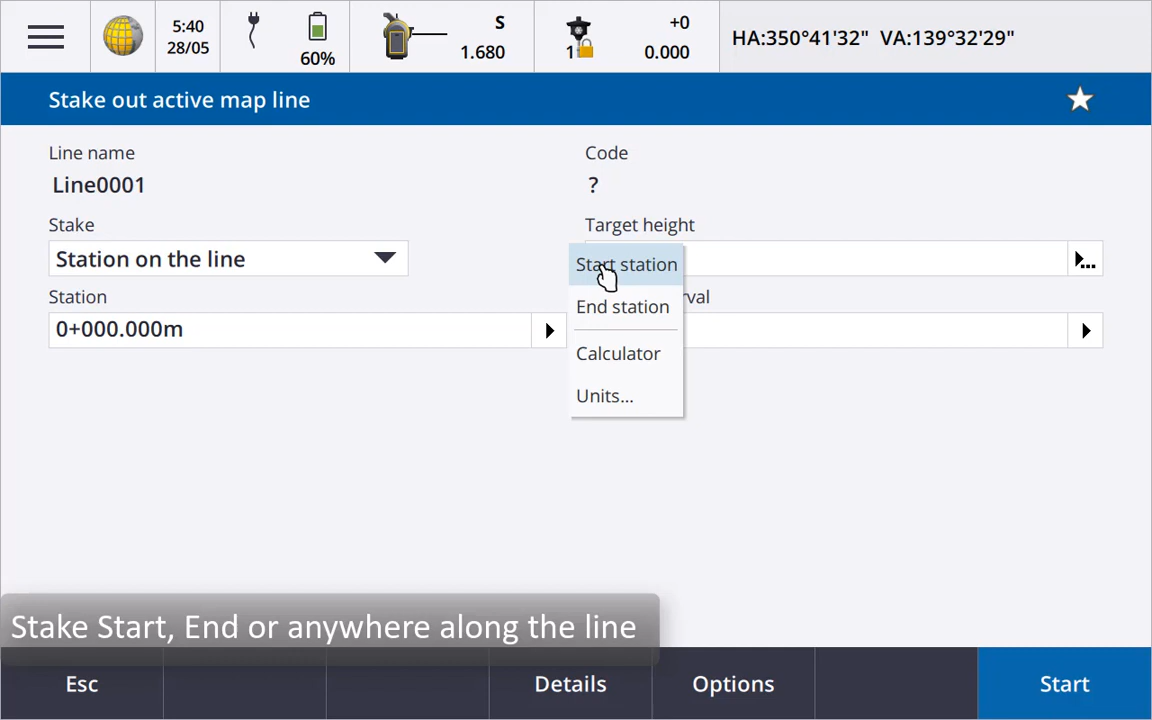 5:40
28/05
60%
S
1.680
1
+0
0.000
HA:350°41'32" VA:139°32'29"
Stake out active map line
Line name
Code
Line0001
?
Stake
Target height
Station on the line
Start station
Station
End station
rval
0+000.000m
Calculator
Units...
Stake Start, End or anywhere along the line
Esc
Details
Options
Start